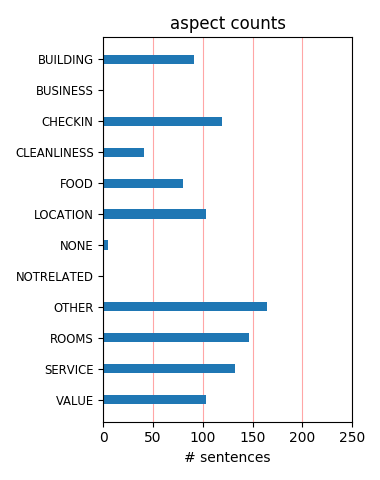 aspect counts
BUILDING
BUSINESS
CHECKIN
CLEANLINESS
FOOD
LOCATION
NONE
NOTRELATED
OTHER
ROOMS
SERVICE
VALUE
0 50 100 150 200 250
# sentences